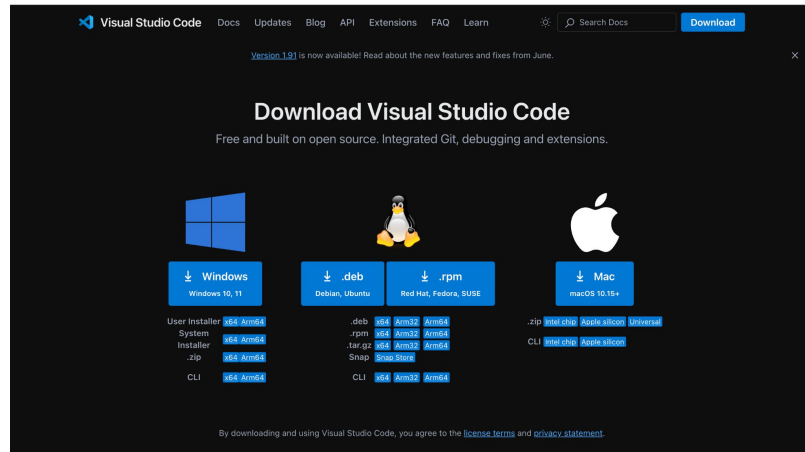 Visual Studio Code Docs Updates Blog API Extensions FAQ Learn Search Docs Download
Version 1.91 is now available! Read about the new features and fixes from June.
Download Visual Studio Code
Free and built on open source. Integrated Git, debugging and extensions.
Windows
Windows 10, 11
User Installer x64 Arm64
System
Installer x64 Arm64
.zip x64 Arm64
CLI x64 Arm64
.deb
Debian, Ubuntu
.rpm
Red Hat, Fedora, SUSE
.deb x64 Arm32 Arm64
.rpm x64 Arm32 Arm64
.tar.gz x64 Arm32 Arm64
Snap Snap Store
CLI x64 Arm32 Arm64
Mac
macOS 10.15+
.zip Intel chip Apple silicon Universal
CLI Intel chip Apple silicon
By downloading and using Visual Studio Code, you agree to the license terms and privacy statement.